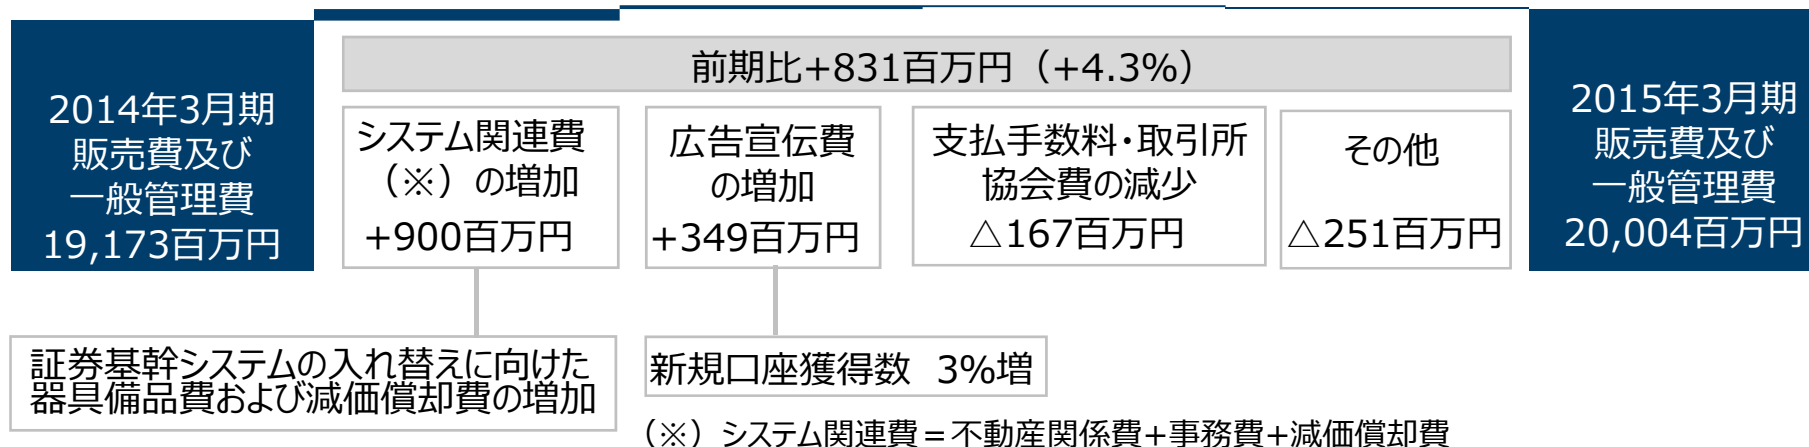 前期比+831百万円（+4.3%）
2014年3月期
販売費及び
一般管理費
19,173百万円
システム関連費
（※）の増加
+900百万円
広告宣伝費
の増加
+349百万円
支払手数料・取引所
協会費の減少
△167百万円
その他
△251百万円
2015年3月期
販売費及び
一般管理費
20,004百万円
証券基幹システムの入れ替えに向けた
器具備品費および減価償却費の増加
新規口座獲得数 3%増
（※）システム関連費＝不動産関係費+事務費+減価償却費